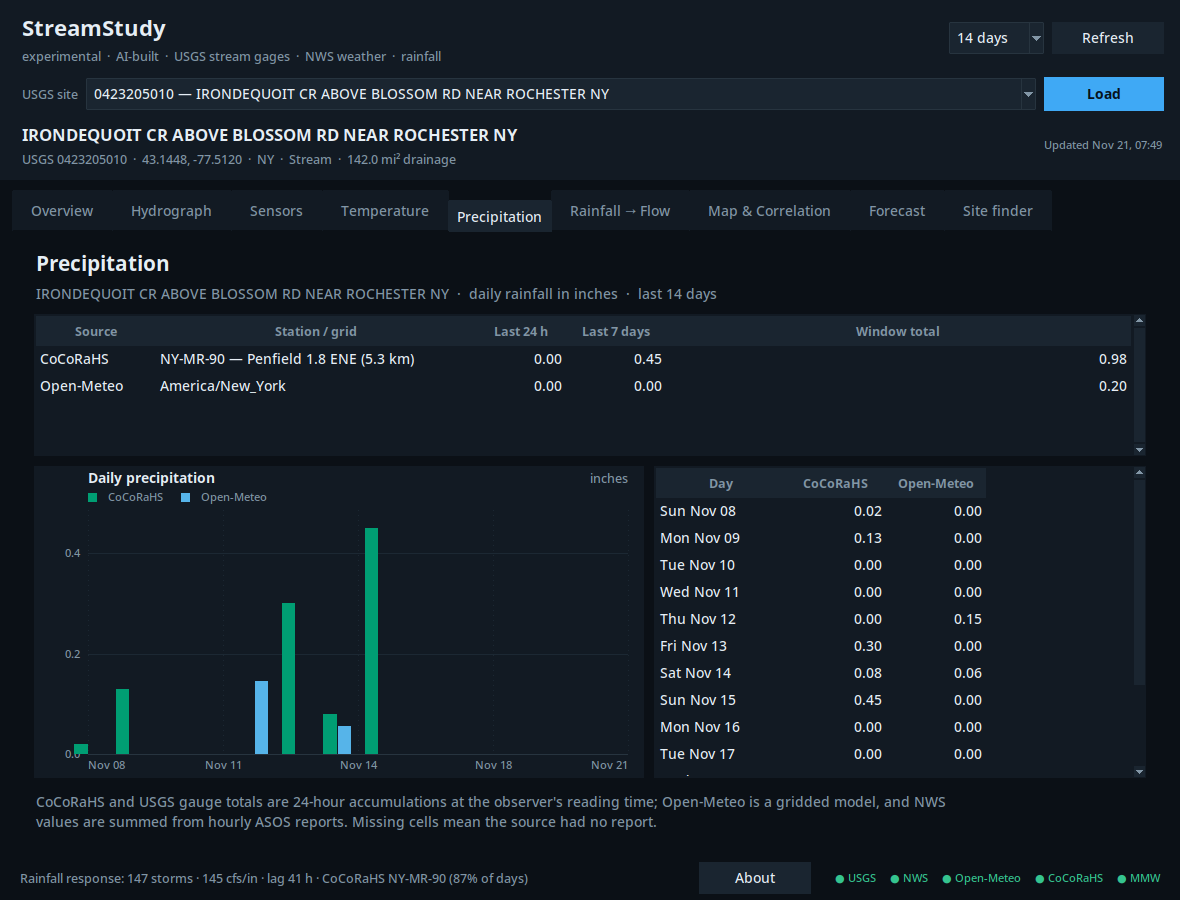 StreamStudy
experimental · AI-built · USGS stream gages · NWS weather · rainfall
14 days
Refresh
USGS site
0423205010 — IRONDEQUOIT CR ABOVE BLOSSOM RD NEAR ROCHESTER NY
Load
IRONDEQUOIT CR ABOVE BLOSSOM RD NEAR ROCHESTER NY
USGS 0423205010 · 43.1448, -77.5120 · NY · Stream · 142.0 mi² drainage
Updated Nov 21, 07:49
Overview Hydrograph Sensors Temperature Precipitation Rainfall → Flow Map & Correlation Forecast Site finder
Precipitation
IRONDEQUOIT CR ABOVE BLOSSOM RD NEAR ROCHESTER NY · daily rainfall in inches · last 14 days
Source Station / grid Last 24 h Last 7 days Window total
CoCoRaHS NY-MR-90 — Penfield 1.8 ENE (5.3 km) 0.00 0.45 0.98
Open-Meteo America/New_York 0.00 0.00 0.20
Daily precipitation
inches
CoCoRaHS Open-Meteo
0.4
0.2
0.0
Nov 08 Nov 11 Nov 14 Nov 18 Nov 21
Day CoCoRaHS Open-Meteo
Sun Nov 08 0.02 0.00
Mon Nov 09 0.13 0.00
Tue Nov 10 0.00 0.00
Wed Nov 11 0.00 0.00
Thu Nov 12 0.00 0.15
Fri Nov 13 0.30 0.00
Sat Nov 14 0.08 0.06
Sun Nov 15 0.45 0.00
Mon Nov 16 0.00 0.00
Tue Nov 17 0.00 0.00
CoCoRaHS and USGS gauge totals are 24-hour accumulations at the observer's reading time; Open-Meteo is a gridded model, and NWS
values are summed from hourly ASOS reports. Missing cells mean the source had no report.
Rainfall response: 147 storms · 145 cfs/in · lag 41 h · CoCoRaHS NY-MR-90 (87% of days)
About
USGS NWS Open-Meteo CoCoRaHS MMW